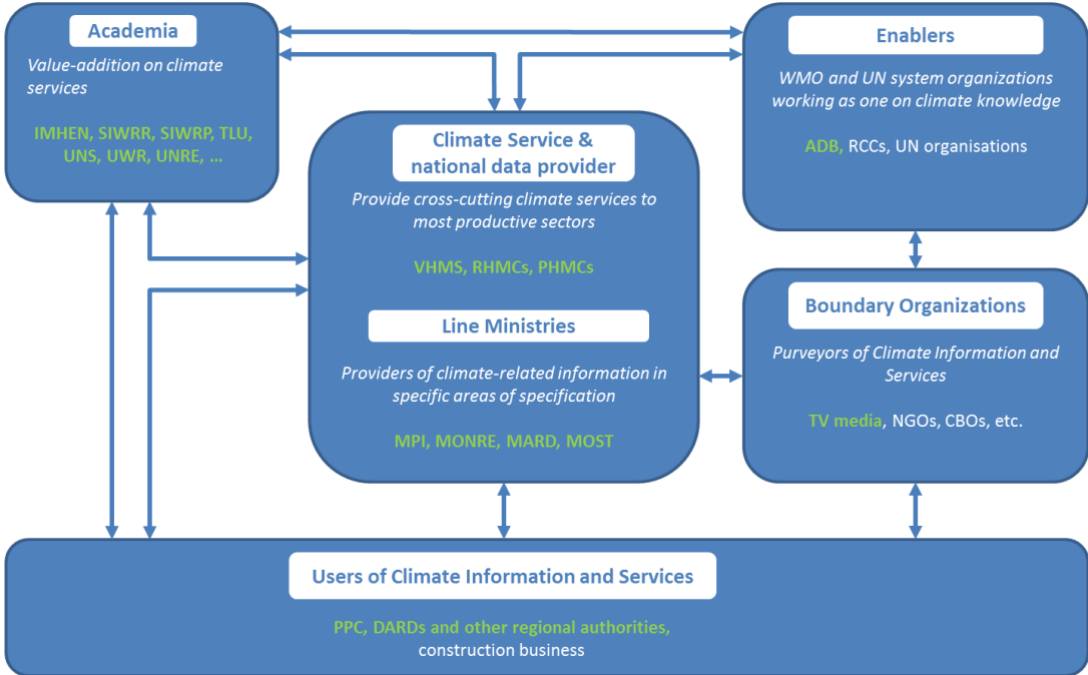 Academia
Value-addition on climate
services
IMHEN, SIWRR, SIWRP, TLU,
UNS, UWR, UNRE, ...
Enablers
WMO and UN system organizations
working as one on climate knowledge
ADB, RCCs, UN organisations
Climate Service &
national data provider
Provide cross-cutting climate services to
most productive sectors
VHMS, RHMCs, PHMCs
Line Ministries
Providers of climate-related information in
specific areas of specification
MPI, MONRE, MARD, MOST
Boundary Organizations
Purveyors of Climate Information and
Services
TV media, NGOs, CBOs, etc.
Users of Climate Information and Services
PPC, DARDs and other regional authorities,
construction business